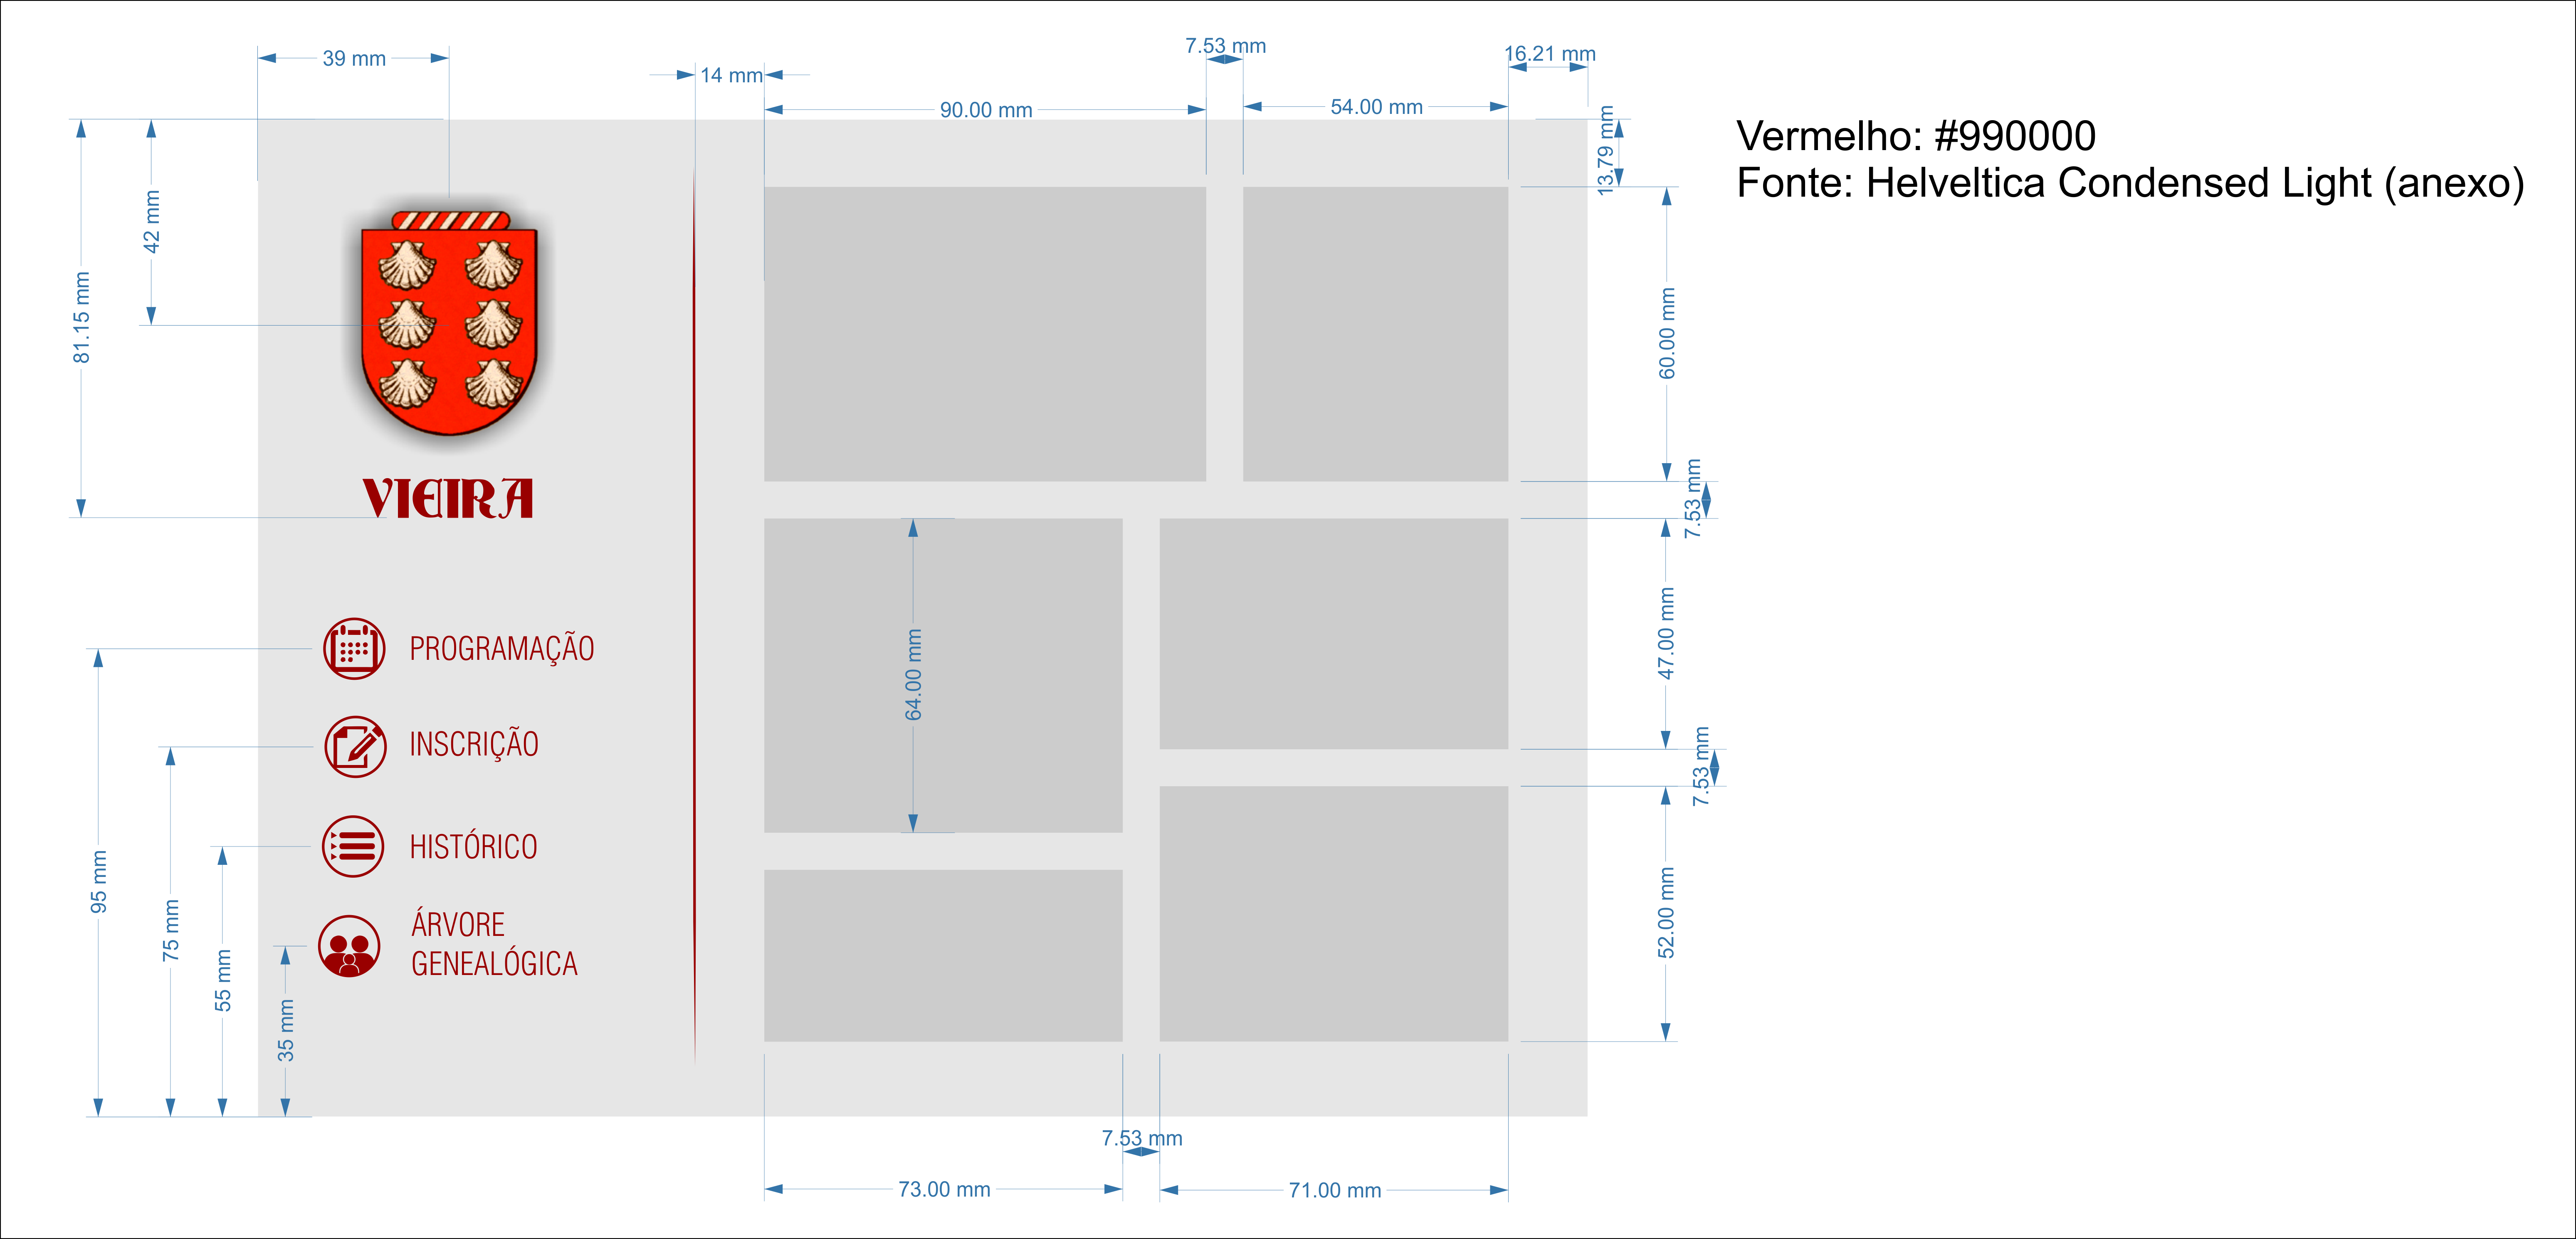 39 mm
14 mm
7.53 mm
16.21 mm
90.00 mm
54.00 mm
13.79 mm
Vermelho: #990000
Fonte: Helveltica Condensed Light (anexo)
42 mm
81.15 mm
60.00 mm
VIEIRA
7.53 mm
PROGRAMAÇÃO
64.00 mm
47.00 mm
INSCRIÇÃO
7.53 mm
HISTÓRICO
95 mm
75 mm
55 mm
35 mm
ÁRVORE
GENEALÓGICA
52.00 mm
7.53 mm
73.00 mm
71.00 mm